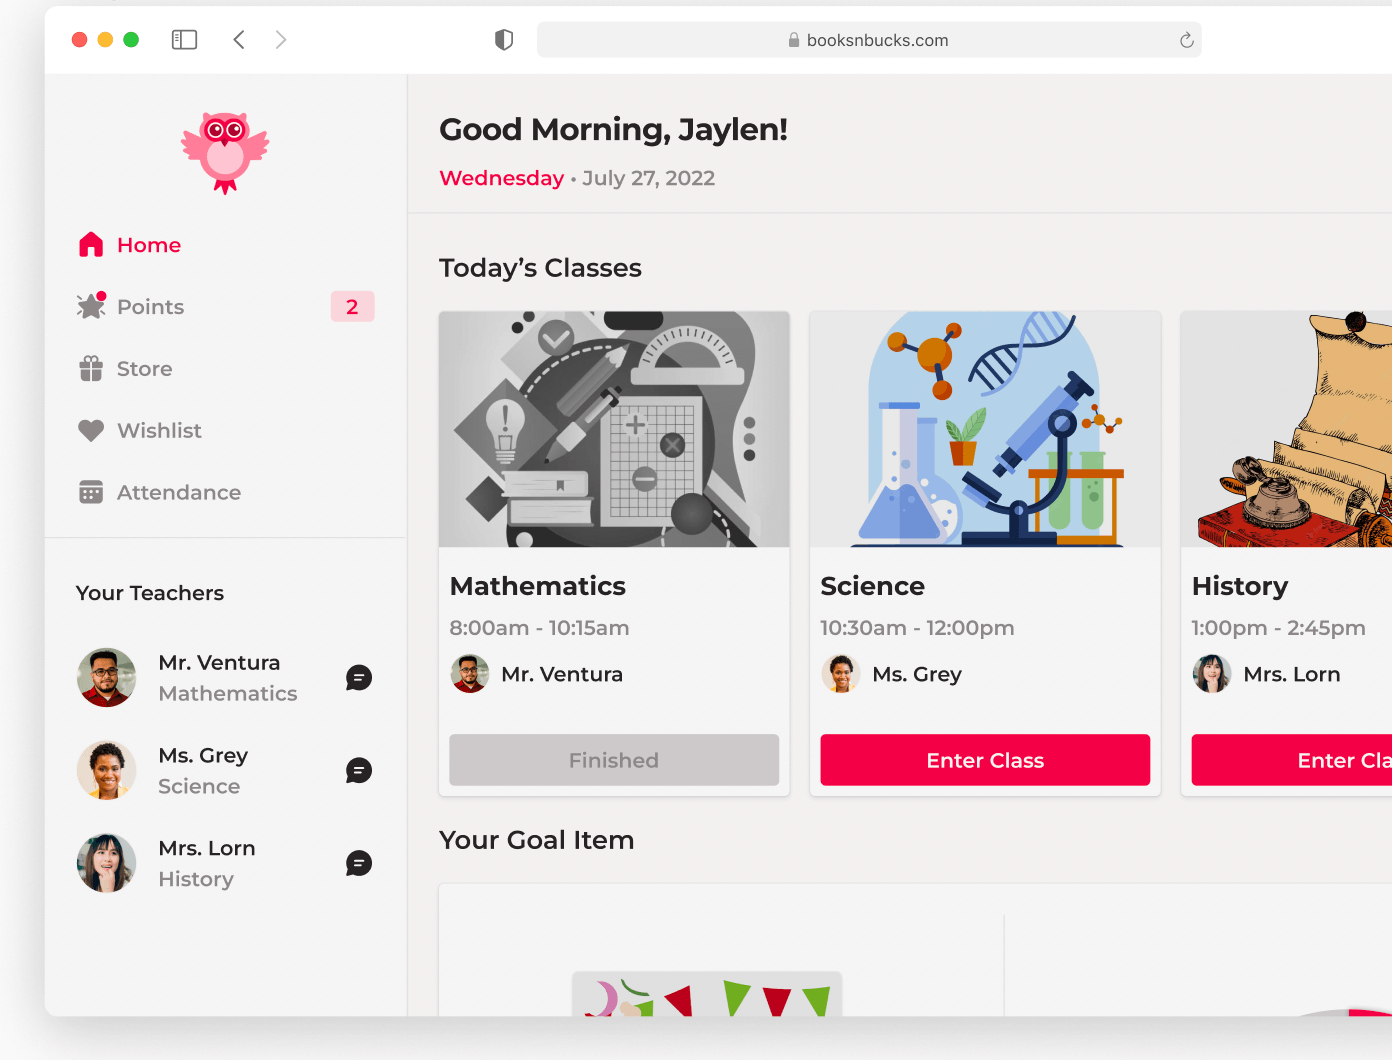 booksnbucks.com
Good Morning, Jaylen!
Wednesday • July 27, 2022
Home
Points
2
Store
Wishlist
Attendance
Your Teachers
Mr. Ventura
Mathematics
Ms. Grey
Science
Mrs. Lorn
History
Today’s Classes
Mathematics
8:00am - 10:15am
Mr. Ventura
Finished
Science
10:30am - 12:00pm
Ms. Grey
Enter Class
History
1:00pm - 2:45pm
Mrs. Lorn
Enter Cla
Your Goal Item